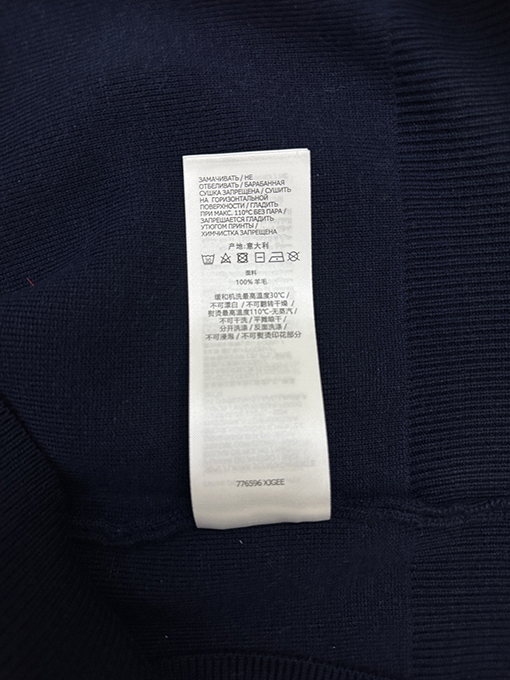 ЗАМАЧИВАТЬ / НЕ
ОТБЕЛИВАТЬ / БАРАБАННАЯ
СУШКА ЗАПРЕЩЕНА / СУШИТЬ
НА ГОРИЗОНТАЛЬНОЙ
ПОВЕРХНОСТИ / ГЛАДИТЬ
ПРИ МАКС. 110°C БЕЗ ПАРА /
ЗАПРЕЩАЕТСЯ ГЛАДИТЬ
УТЮГОМ ПРИНТЫ /
ХИМЧИСТКА ЗАПРЕЩЕНА
产地:意大利
30
面料
100% 羊毛
缓和机洗最高温度30℃ /
不可漂白 / 不可翻转干燥 /
熨烫最高温度110℃-无蒸汽 /
不可干洗 / 平摊晾干 /
分开洗涤 / 反面洗涤 /
不可浸泡 / 不可熨烫印花部分
776596 XJGEE